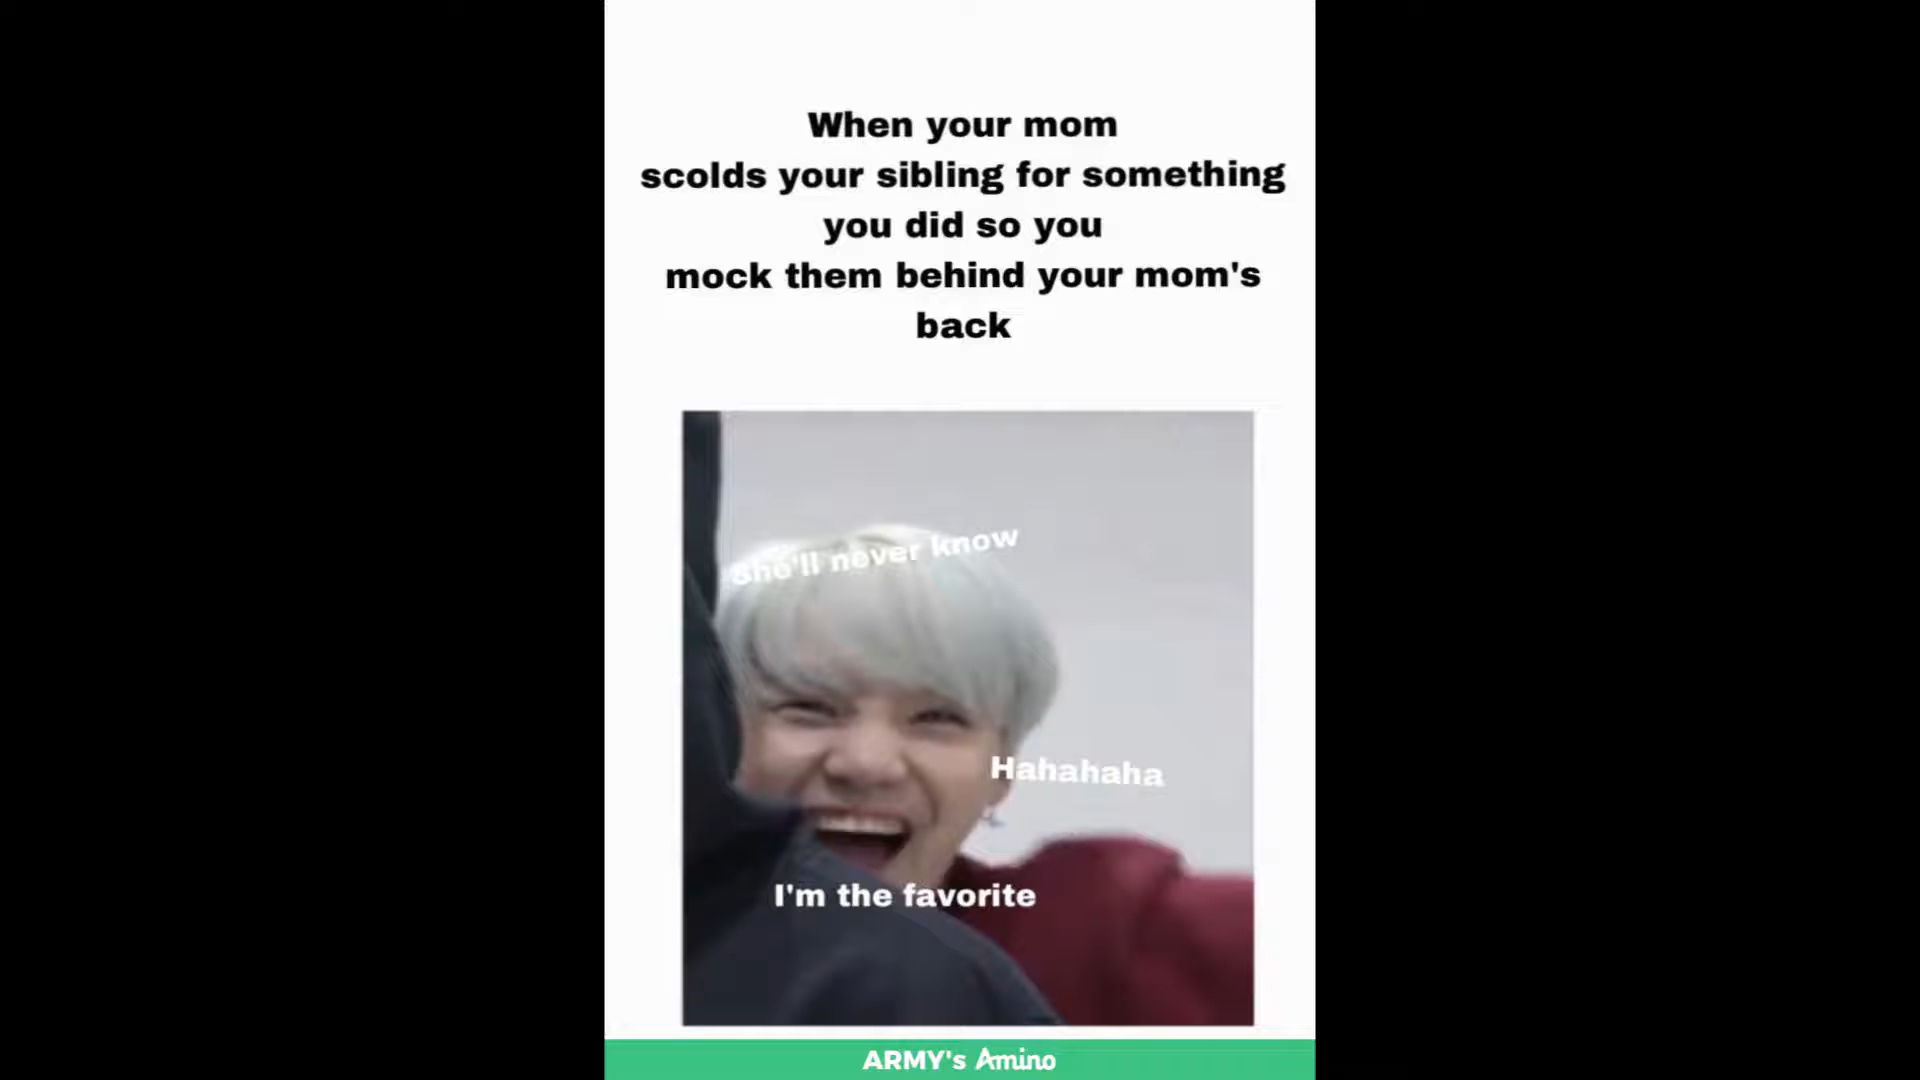 When your mom
scolds your sibling for something
you did so you
mock them behind your mom's
back
She'll never know
Hahahaha
I'm the favorite
ARMY's Amino